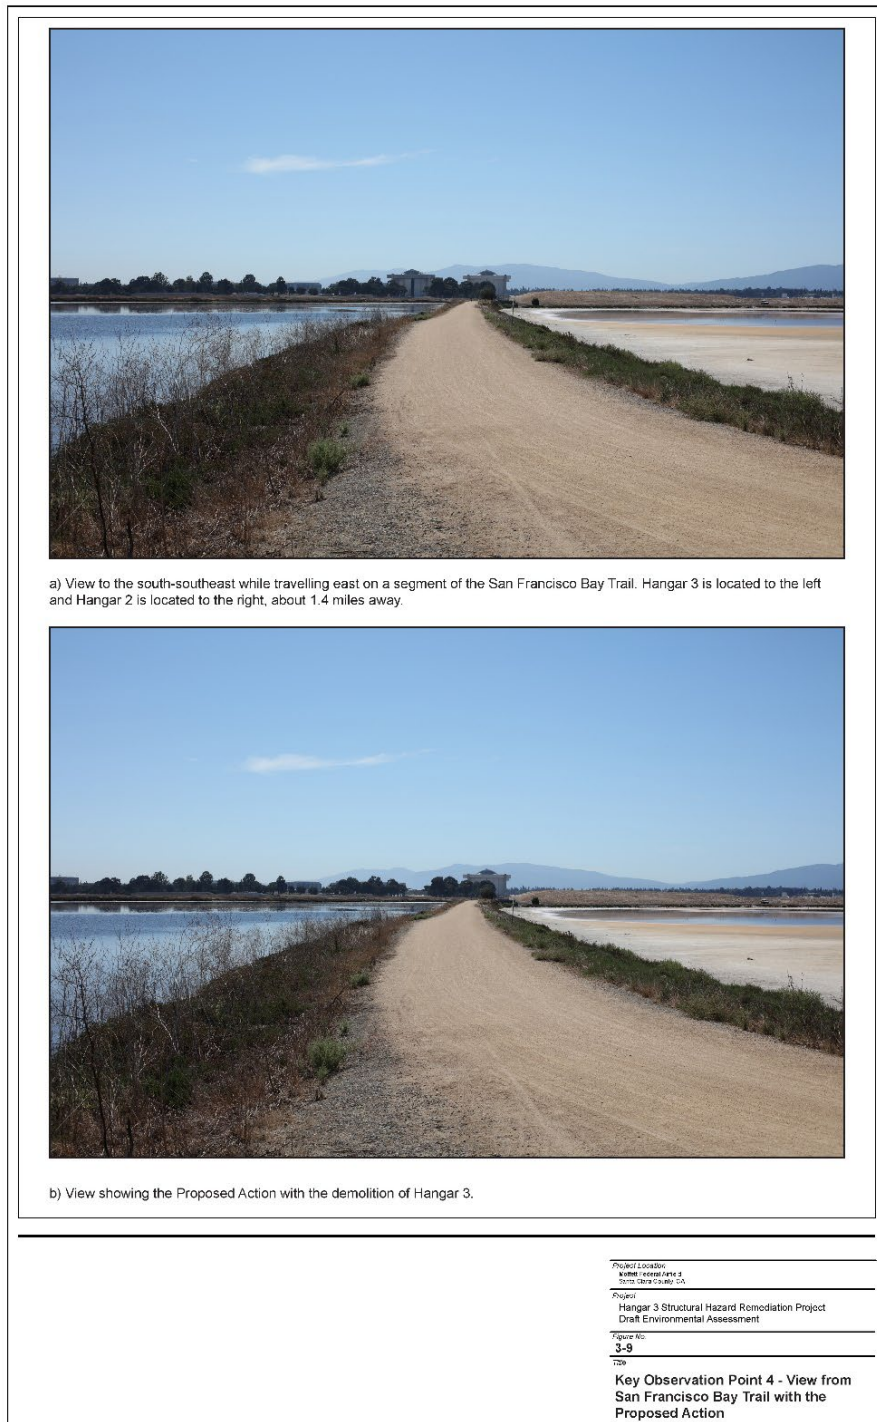 a) View to the south-southeast while travelling east on a segment of the San Francisco Bay Trail. Hangar 3 is located to the left
and Hangar 2 is located to the right, about 1.4 miles away.
b) View showing the Proposed Action with the demolition of Hangar 3.
Project Location
Moffett Federal Airfield
Santa Clara County, CA
Project
Hangar 3 Structural Hazard Remediation Project
Draft Environmental Assessment
Figure No.
3-9
Title
Key Observation Point 4 - View from
San Francisco Bay Trail with the
Proposed Action